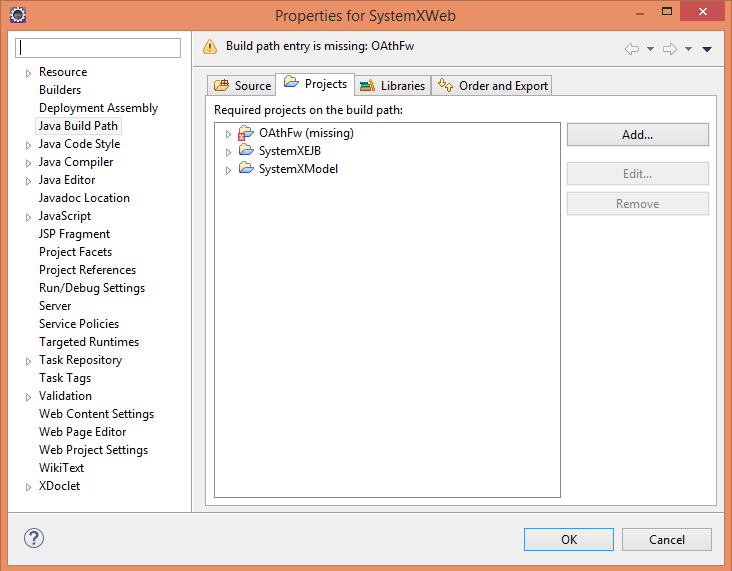 Properties for SystemXWeb
Build path entry is missing: OAthFw
Resource
Builders
Deployment Assembly
Java Build Path
Java Code Style
Java Compiler
Java Editor
Javadoc Location
JavaScript
JSP Fragment
Project Facets
Project References
Run/Debug Settings
Server
Service Policies
Targeted Runtimes
Task Repository
Task Tags
Validation
Web Content Settings
Web Page Editor
Web Project Settings
WikiText
XDoclet
Source Projects Libraries Order and Export
Required projects on the build path:
OAthFw (missing)
SystemXEJB
SystemXModel
Add...
Edit...
Remove
OK Cancel